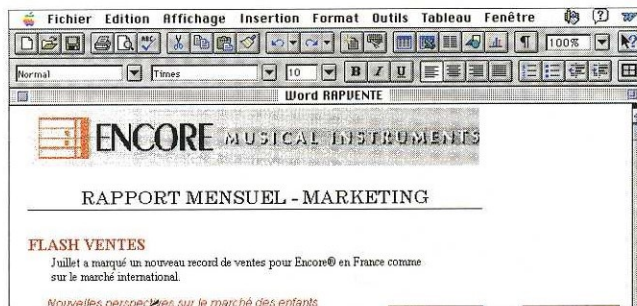 Fichier Edition Affichage Insertion Format Outils Tableau Fenêtre
100%
Normal Times 10 B I U
Word RAPVENTE
ENCORE MUSICAL INSTRUMENTS
RAPPORT MENSUEL - MARKETING
FLASH VENTES
Juillet a marqué un nouveau record de ventes pour Encore® en France comme
sur le marché international.
Nouvelles perspectives sur le marché des enfants